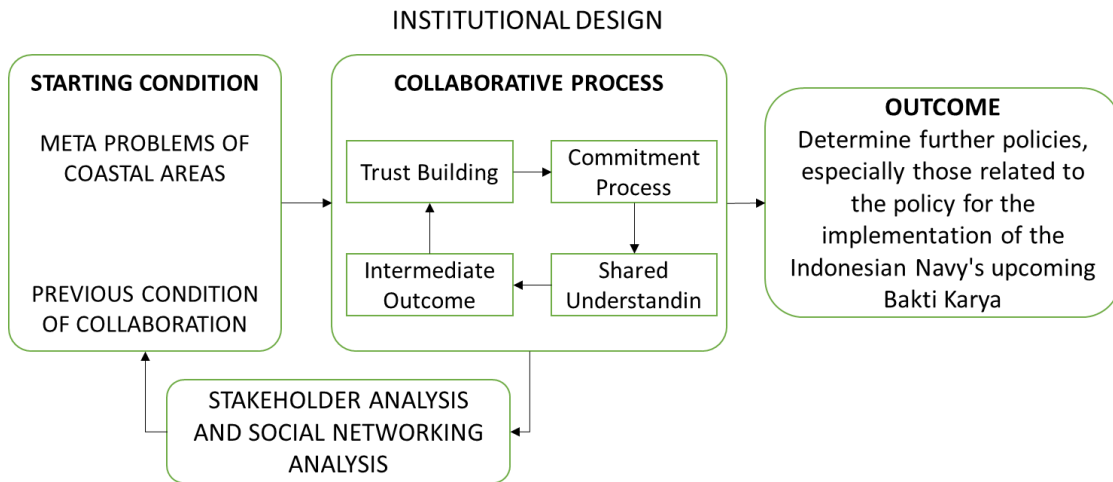 INSTITUTIONAL DESIGN
STARTING CONDITION
META PROBLEMS OF
COASTAL AREAS
PREVIOUS CONDITION
OF COLLABORATION
COLLABORATIVE PROCESS
Trust Building
Commitment
Process
Intermediate
Outcome
Shared
Understandin
OUTCOME
Determine further policies,
especially those related to
the policy for the
implementation of the
Indonesian Navy's upcoming
Bakti Karya
STAKEHOLDER ANALYSIS
AND SOCIAL NETWORKING
ANALYSIS